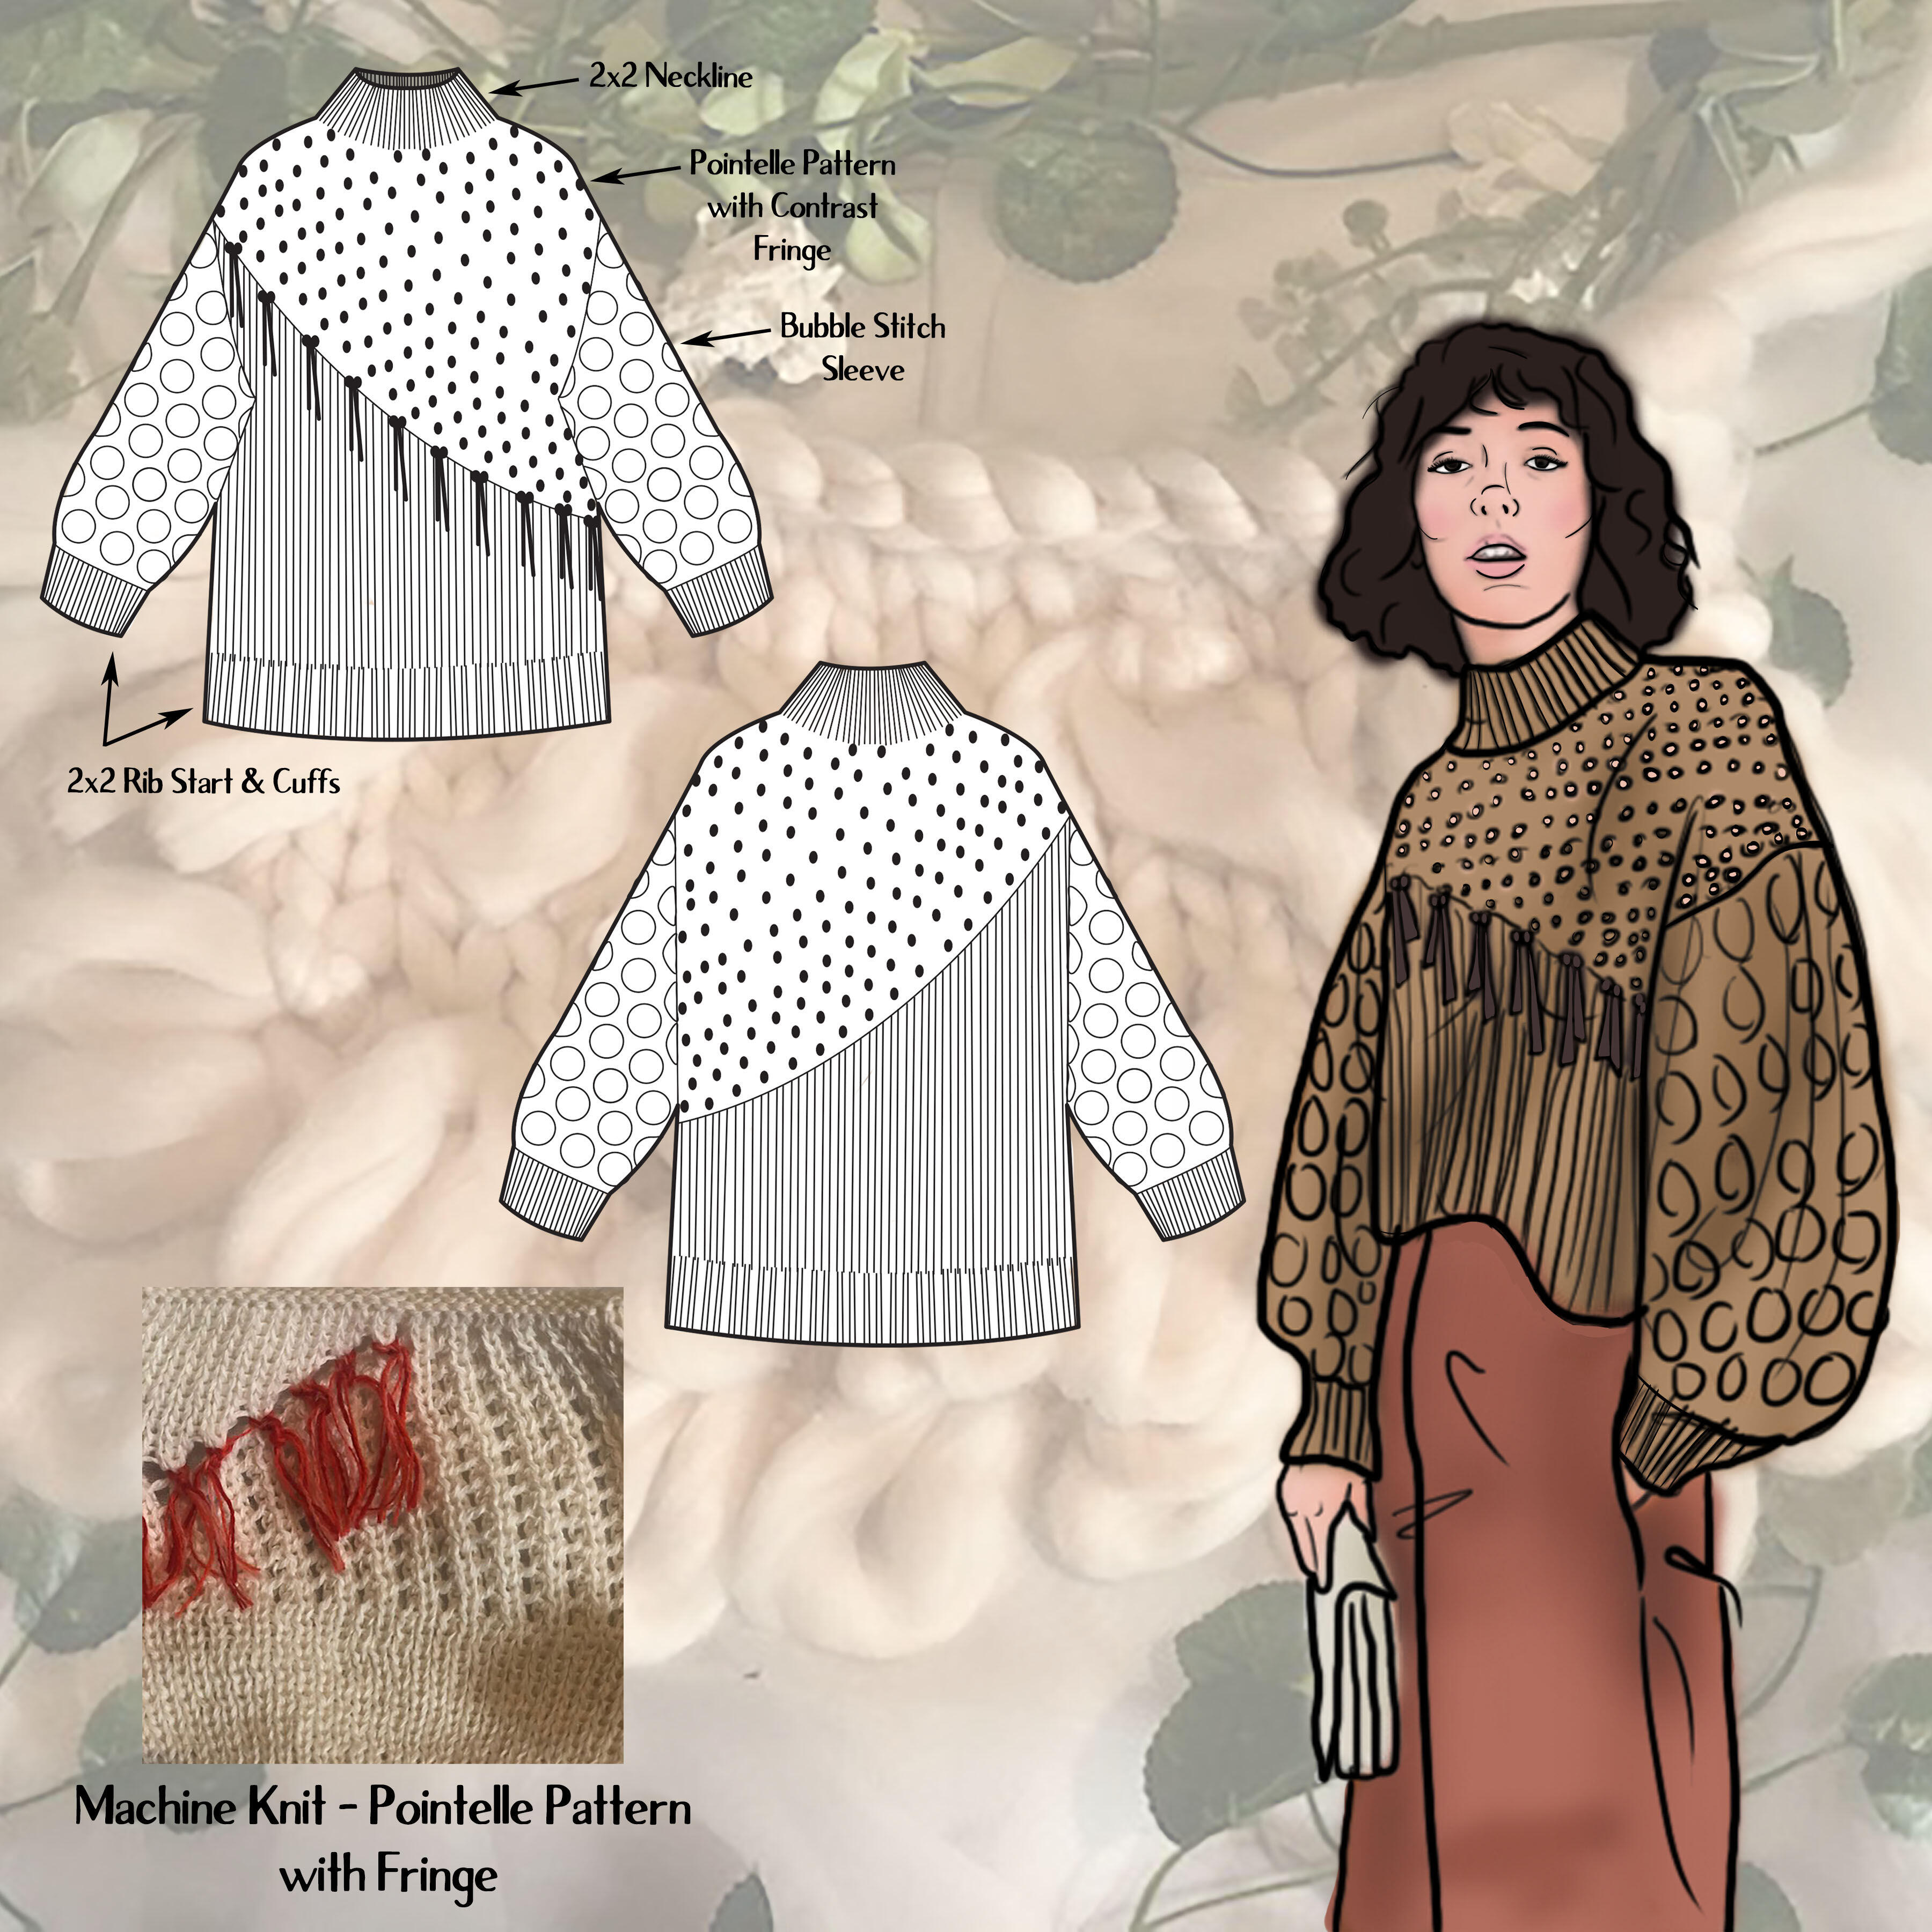 2x2 Neckline
Pointelle Pattern
with Contrast
Fringe
Bubble Stitch
Sleeve
2x2 Rib Start & Cuffs
Machine Knit - Pointelle Pattern
with Fringe